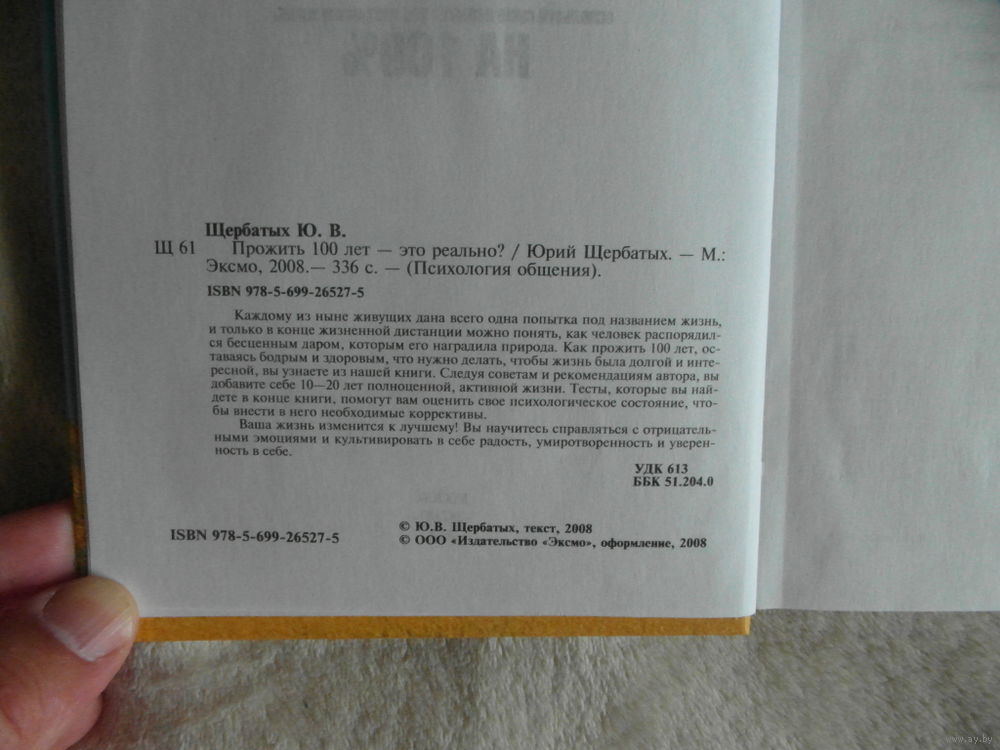 НА 100%
Щербатых Ю. В.
Щ 61 Прожить 100 лет — это реально? / Юрий Щербатых. — М.:
Эксмо, 2008.— 336 с. — (Психология общения).
ISBN 978-5-699-26527-5
Каждому из ныне живущих дана всего одна попытка под названием жизнь,
и только в конце жизненной дистанции можно понять, как человек распорядил-
ся бесценным даром, которым его наградила природа. Как прожить 100 лет, ос-
таваясь бодрым и здоровым, что нужно делать, чтобы жизнь была долгой и инте-
ресной, вы узнаете из нашей книги. Следуя советам и рекомендациям автора, вы
добавите себе 10—20 лет полноценной, активной жизни. Тесты, которые вы най-
дете в конце книги, помогут вам оценить свое психологическое состояние, что-
бы внести в него необходимые коррективы.
Ваша жизнь изменится к лучшему! Вы научитесь справляться с отрицатель-
ными эмоциями и культивировать в себе радость, умиротворенность и уверен-
ность в себе.
УДК 613
ББК 51.204.0
© Ю.В. Щербатых, текст, 2008
ISBN 978-5-699-26527-5 © ООО «Издательство «Эксмо», оформление, 2008
www.ay.by